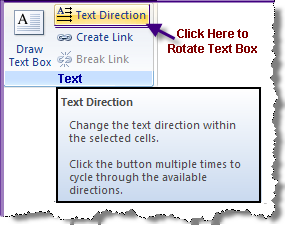 Text Direction
Draw
Text Box
Create Link
Break Link
Text
Click Here to
Rotate Text Box
Text Direction
Change the text direction within
the selected cells.
Click the button multiple times to
cycle through the available
directions.